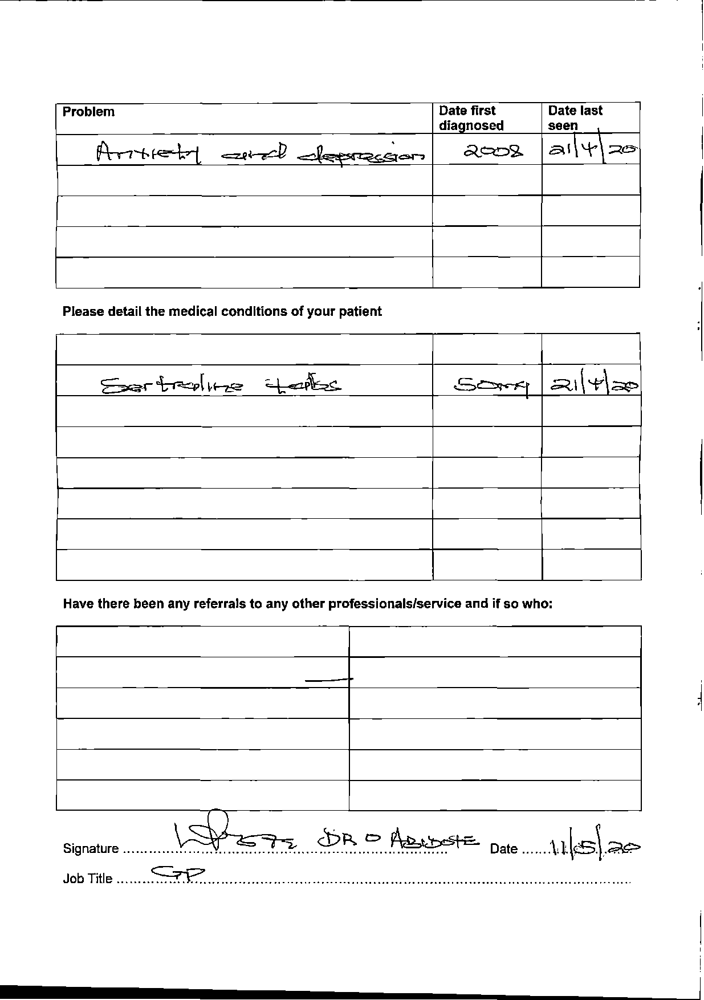 Problem Date first diagnosed Date last seen
Anxiety and depression 2008 21/4/20
Please detail the medical conditions of your patient
Sertraline tabs 50mg 21/4/20
Have there been any referrals to any other professionals/service and if so who:
Signature DR O Date 11/5/20
Job Title GP